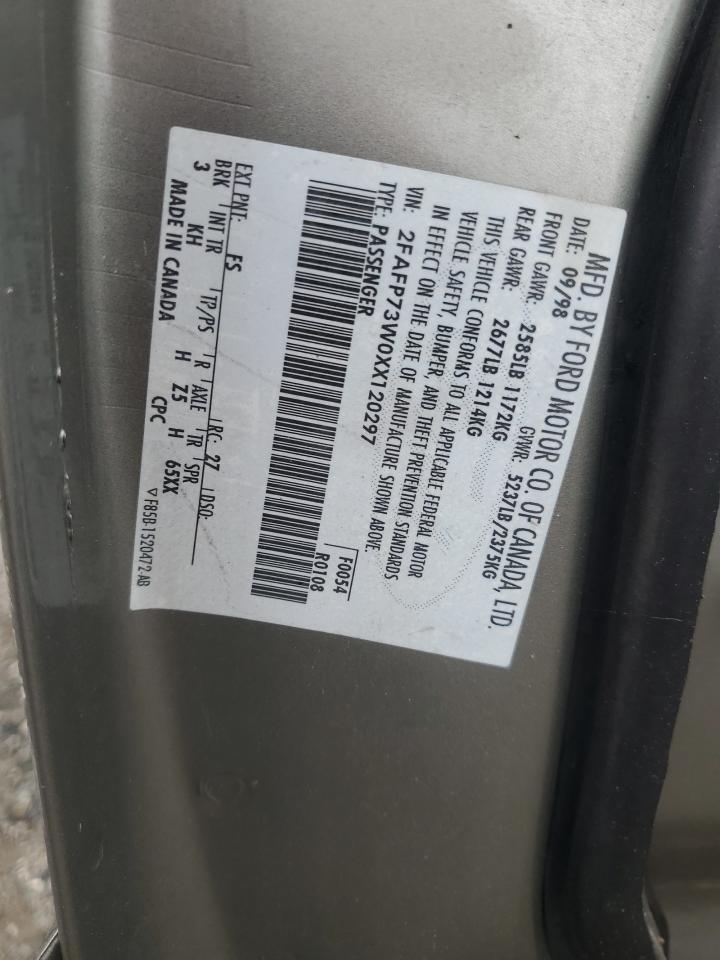 MFD. BY FORD MOTOR CO. OF CANADA, LTD.
DATE: 09/98 GVWR: 5237LB/2375KG
FRONT GAWR: 2585LB 1172KG
REAR GAWR: 2677LB 1214KG
THIS VEHICLE CONFORMS TO ALL APPLICABLE FEDERAL MOTOR
VEHICLE SAFETY, BUMPER, AND THEFT PREVENTION STANDARDS
IN EFFECT ON THE DATE OF MANUFACTURE SHOWN ABOVE.
VIN: 2FAFP73W0XX120297
TYPE: PASSENGER
F0054
R0108
EXT PNT: FS RC: 27 DSO:
BRK INT TR TP/PS R AXLE TR SPR
3 KH H Z5 H 65XX
MADE IN CANADA CPC
▽ F85B-1520472-AB